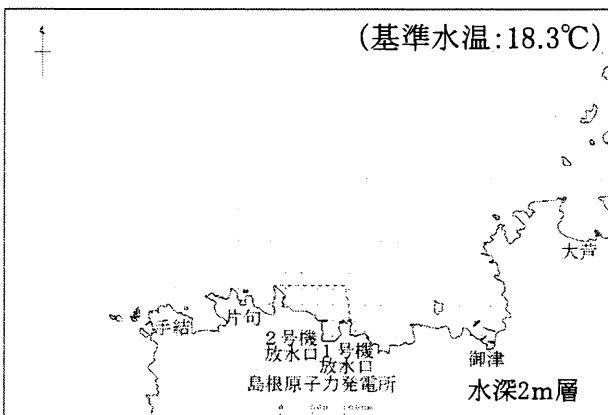 (基準水温:18.3℃)
大芦
手結
片句
2号機
放水口
1号機
放水口
御津
島根原子力発電所
水深2m層